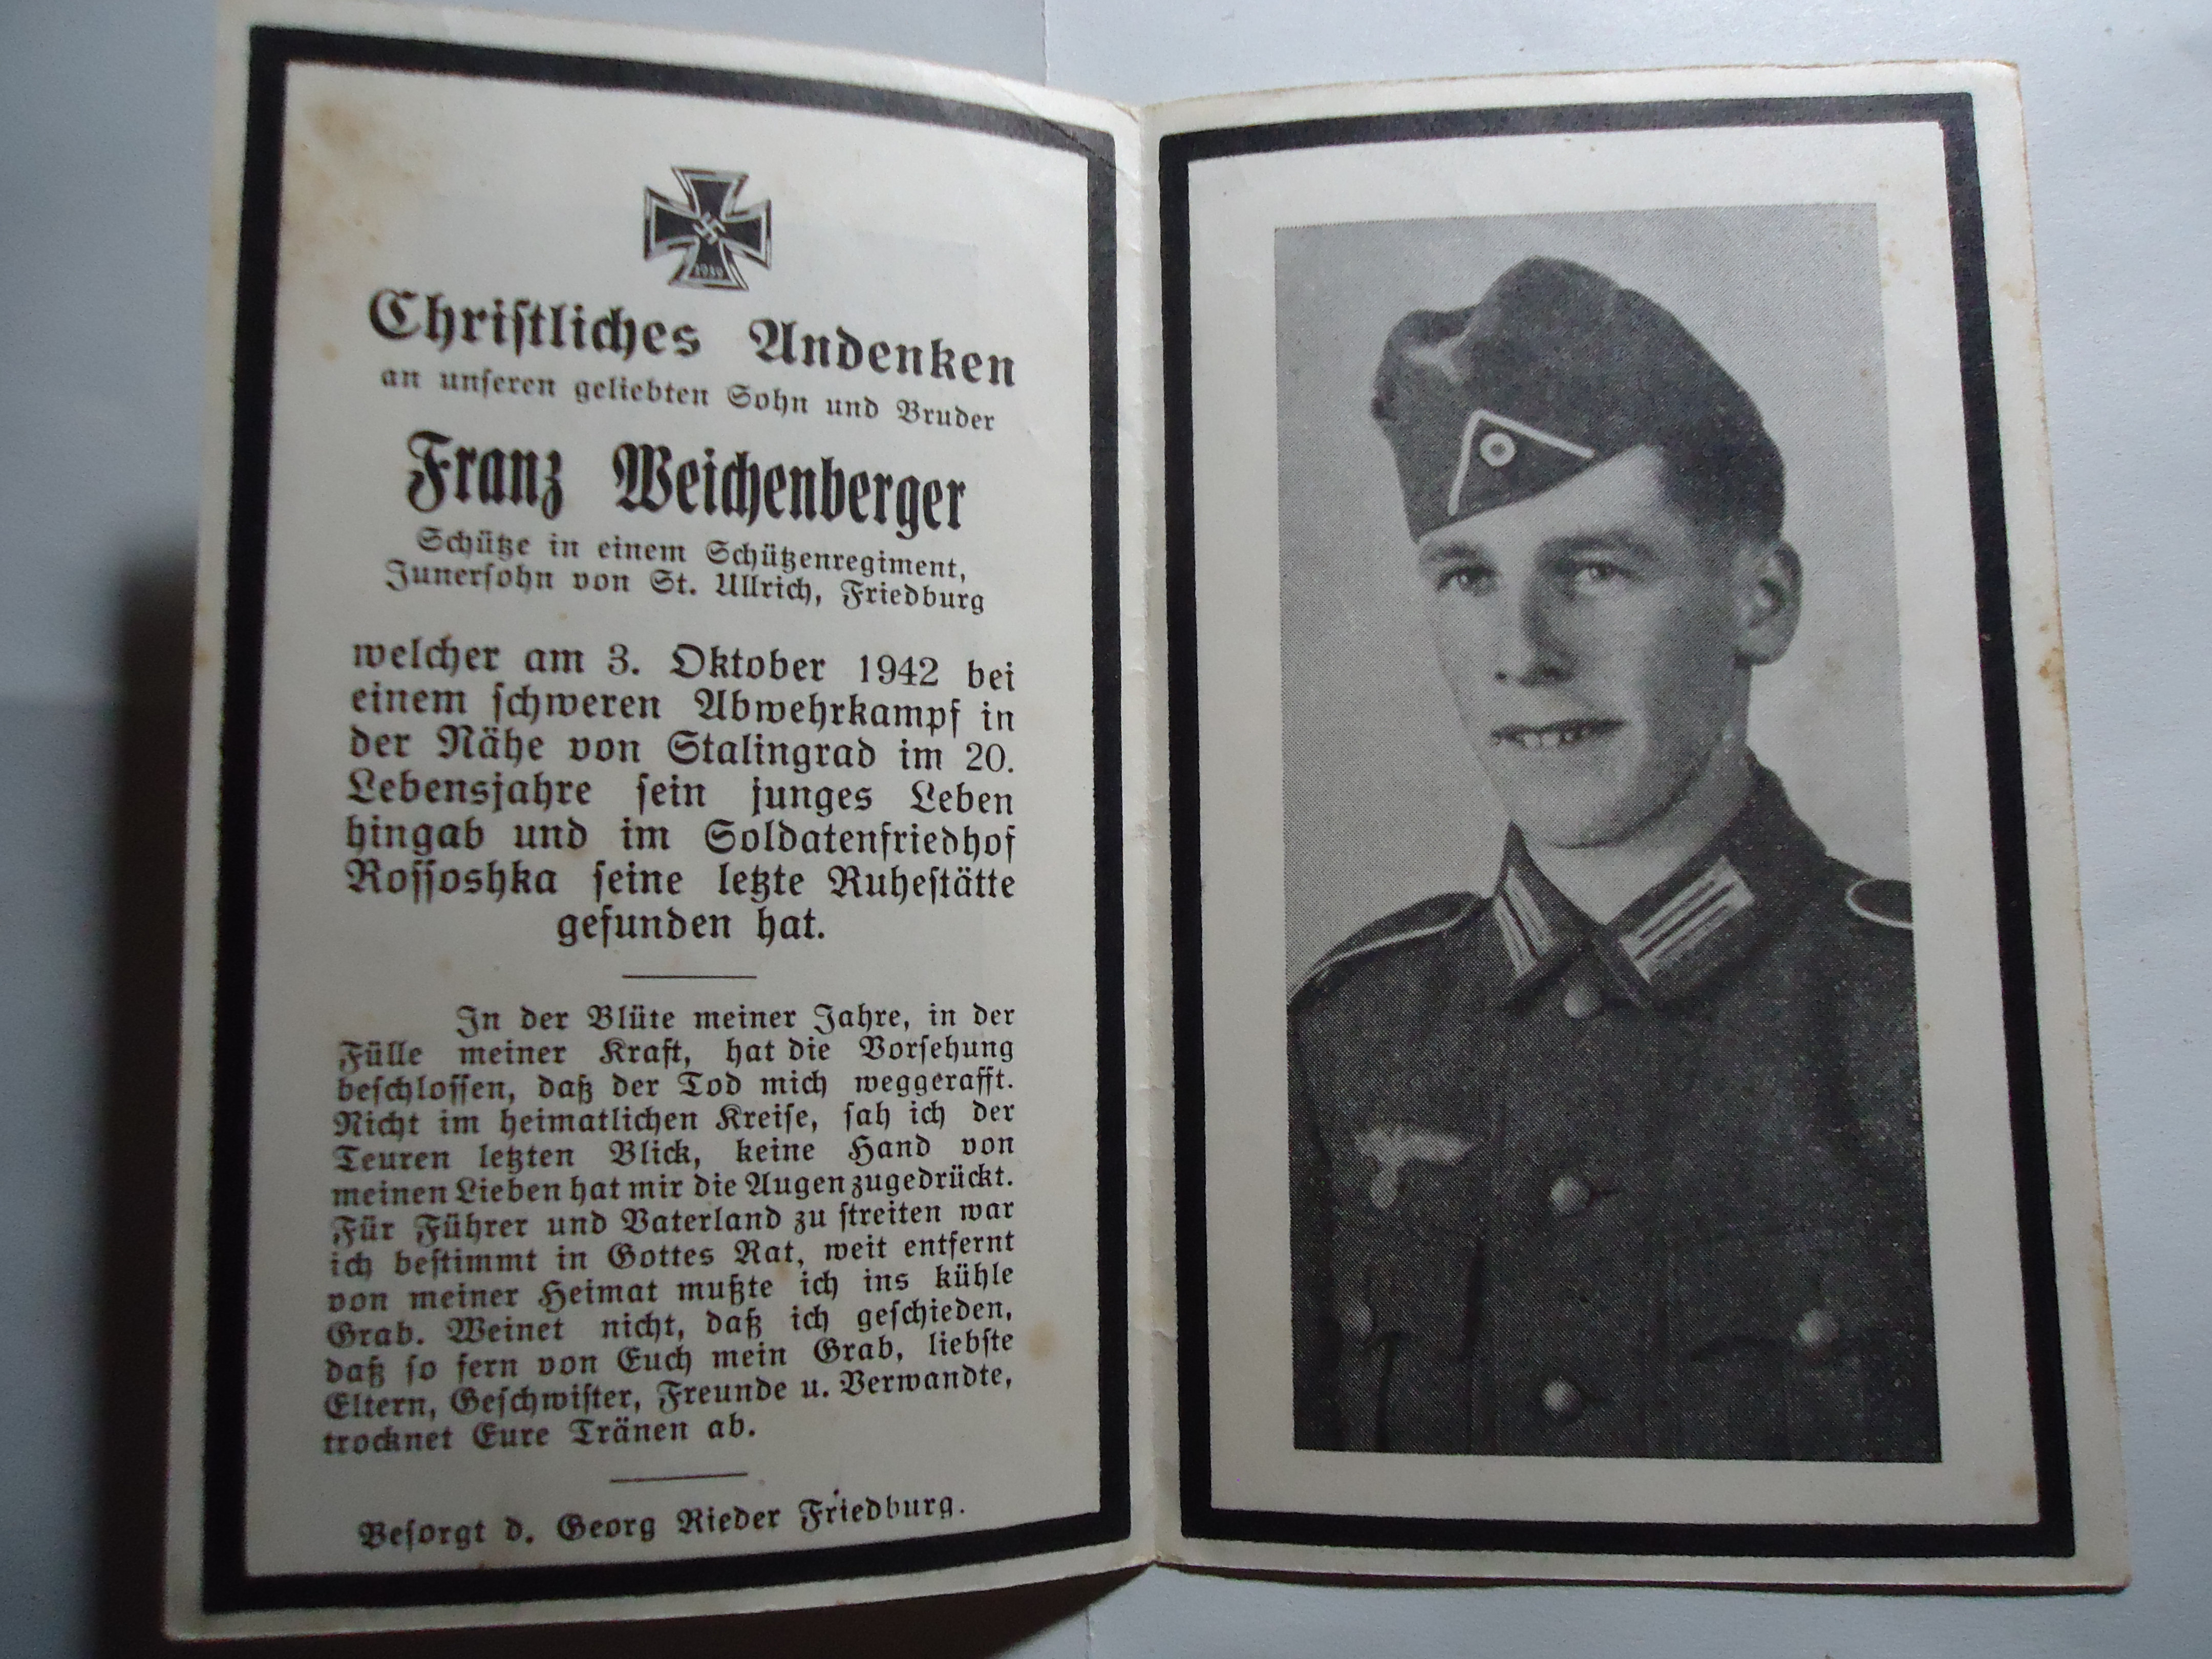 1939
Christliches Andenken
an unseren geliebten Sohn und Bruder
Franz Weichenberger
Schütze in einem Schützenregiment,
Junersohn von St. Ullrich, Friedburg
welcher am 3. Oktober 1942 bei
einem schweren Abwehrkampf in
der Nähe von Stalingrad im 20.
Lebensjahre sein junges Leben
hingab und im Soldatenfriedhof
Rossoshka seine letzte Ruhestätte
gefunden hat.
In der Blüte meiner Jahre, in der
Fülle meiner Kraft, hat die Vorsehung
beschlossen, daß der Tod mich weggerafft.
Nicht im heimatlichen Kreise, sah ich der
Teuren letzten Blick, keine Hand von
meinen Lieben hat mir die Augen zugedrückt.
Für Führer und Vaterland zu streiten war
ich bestimmt in Gottes Rat, weit entfernt
von meiner Heimat mußte ich ins kühle
Grab. Weinet nicht, daß ich geschieden,
daß so fern von Euch mein Grab, liebste
Eltern, Geschwister, Freunde u. Verwandte,
trocknet Eure Tränen ab.
Besorgt d. Georg Rieder Friedburg.